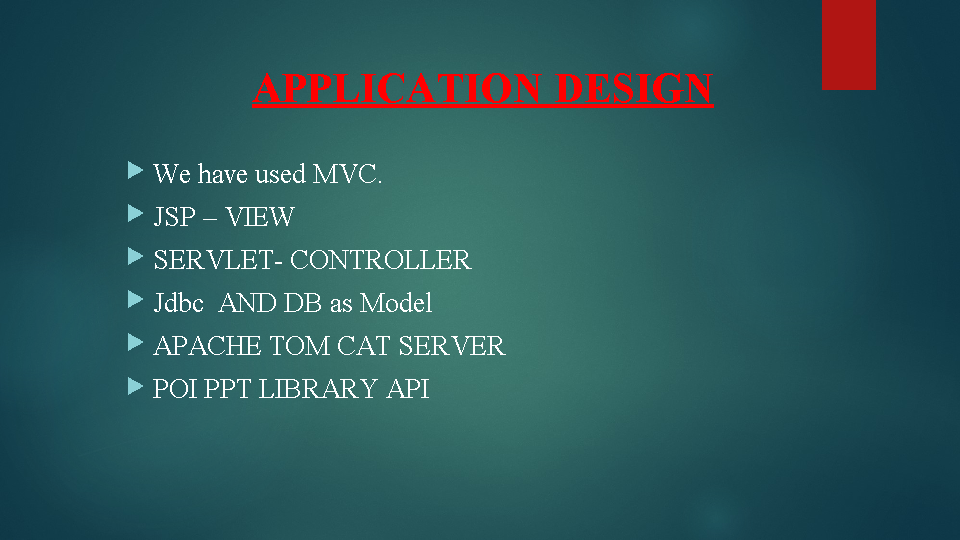 APPLICATION DESIGN
We have used MVC.
JSP – VIEW
SERVLET- CONTROLLER
Jdbc  AND DB as Model
APACHE TOM CAT SERVER
POI PPT LIBRARY API